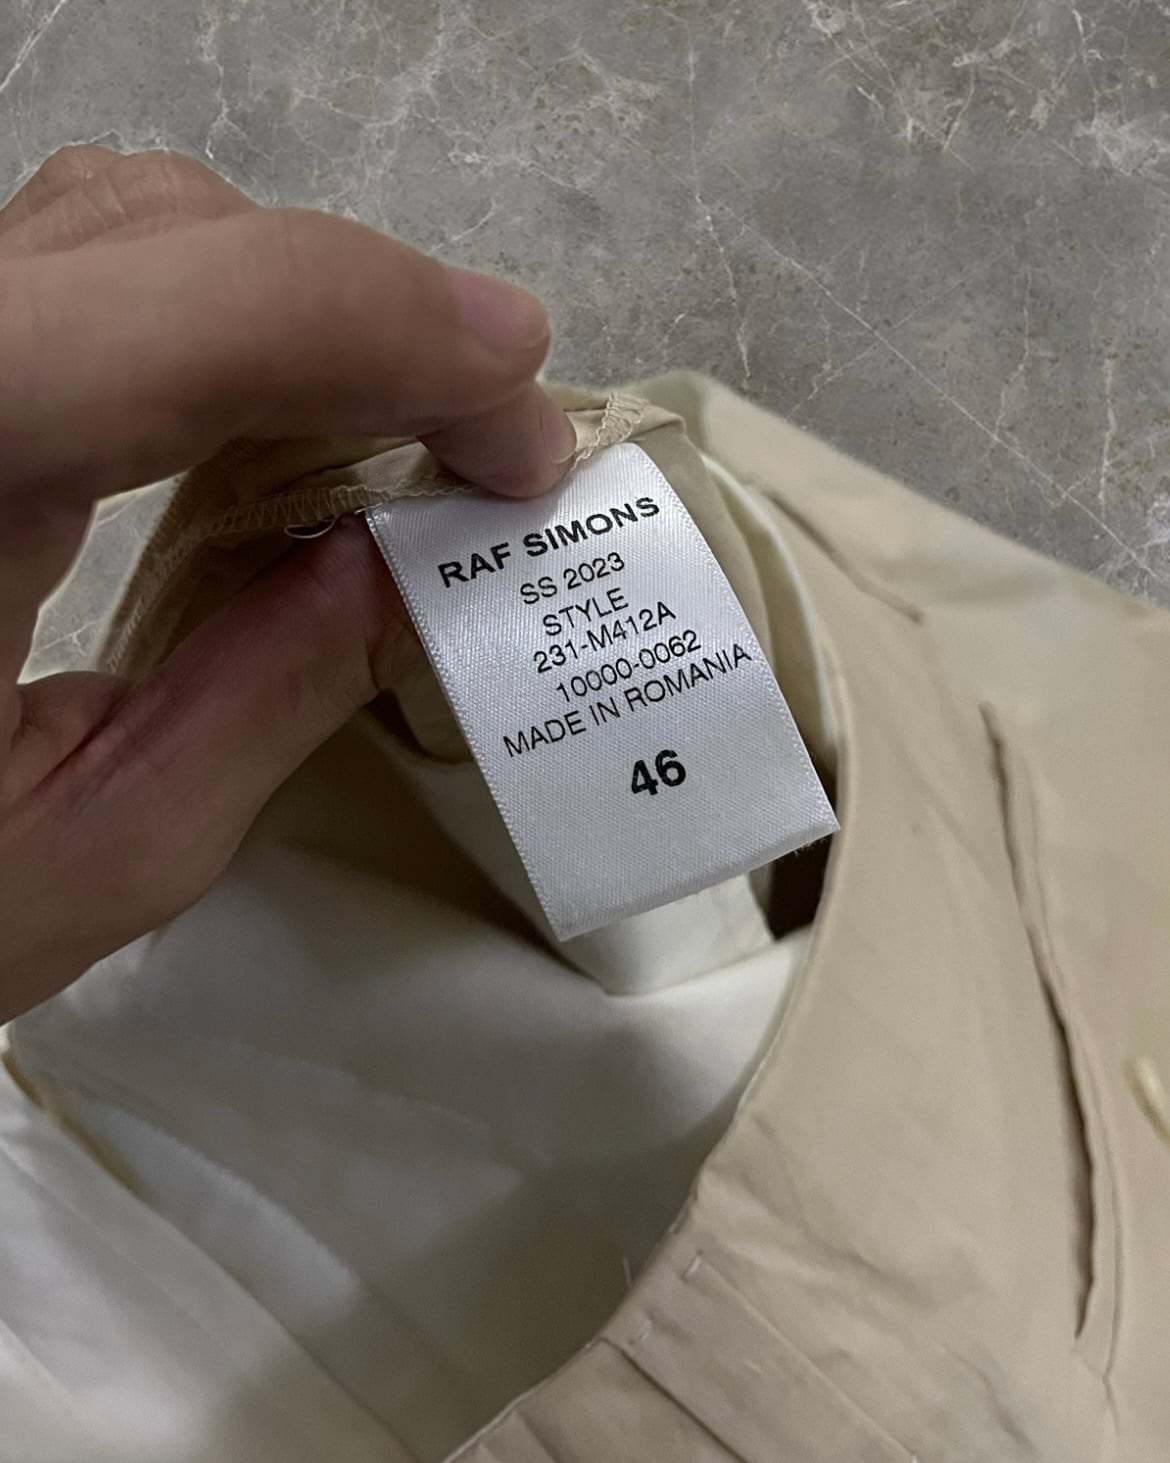 RAF SIMONS
SS 2023
STYLE
231-M412A
10000-0062
MADE IN ROMANIA
46